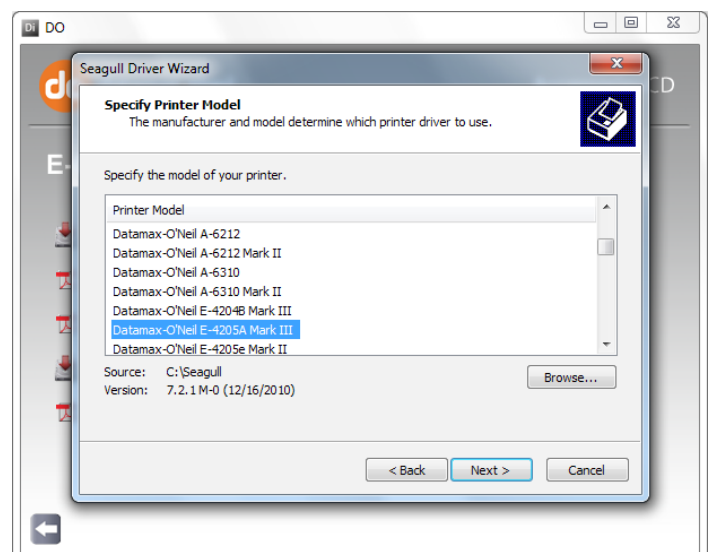 Di DO
Seagull Driver Wizard
d
CD
Specify Printer Model
The manufacturer and model determine which printer driver to use.
E-
Specify the model of your printer.
Printer Model
Datamax-O'Neil A-6212
Datamax-O'Neil A-6212 Mark II
Datamax-O'Neil A-6310
Datamax-O'Neil A-6310 Mark II
Datamax-O'Neil E-4204B Mark III
Datamax-O'Neil E-4205A Mark III
Datamax-O'Neil E-4205e Mark II
Source: C:\Seagull
Browse...
Version: 7.2.1 M-0 (12/16/2010)
< Back Next > Cancel